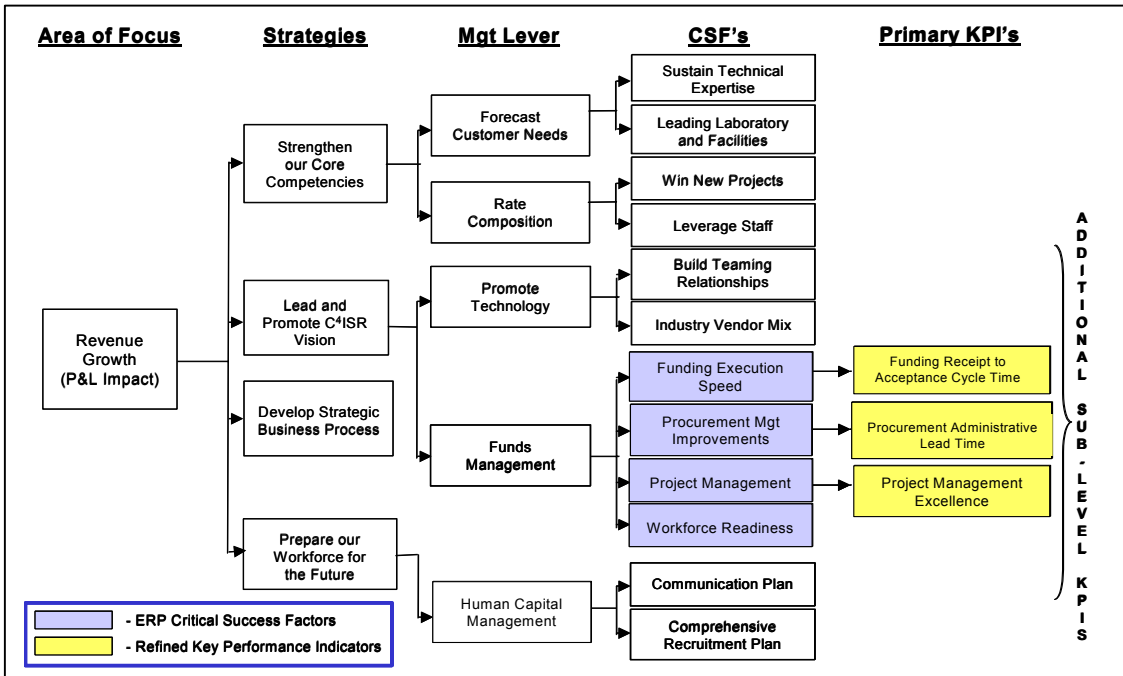 Area of Focus
Strategies
Mgt Lever
CSF's
Primary KPI's
Revenue
Growth
(P&L Impact)
Strengthen
our Core
Competencies
Lead and
Promote C⁴ISR
Vision
Develop Strategic
Business Process
Prepare our
Workforce for
the Future
Forecast
Customer Needs
Rate
Composition
Promote
Technology
Funds
Management
Human Capital
Management
Sustain Technical
Expertise
Leading Laboratory
and Facilities
Win New Projects
Leverage Staff
Build Teaming
Relationships
Industry Vendor Mix
Funding Execution
Speed
Procurement Mgt
Improvements
Project Management
Workforce Readiness
Communication Plan
Comprehensive
Recruitment Plan
Funding Receipt to
Acceptance Cycle Time
Procurement Administrative
Lead Time
Project Management
Excellence
ADDITIONAL SUB-LEVEL KPIS
- ERP Critical Success Factors
- Refined Key Performance Indicators